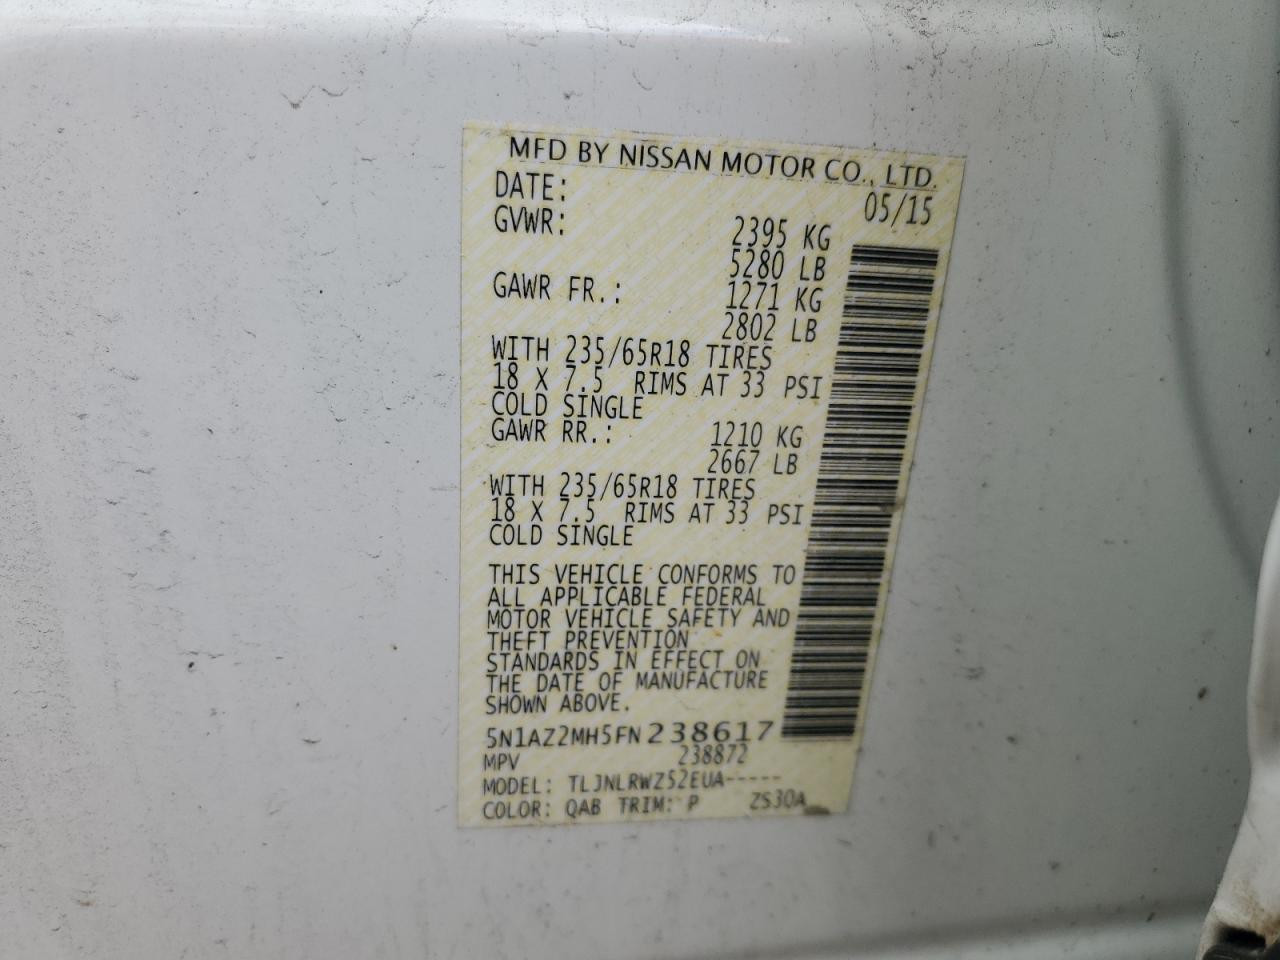 MFD BY NISSAN MOTOR CO., LTD.
DATE: 05/15
GVWR: 2395 KG
5280 LB
GAWR FR.: 1271 KG
2802 LB
WITH 235/65R18 TIRES
18 X 7.5 RIMS AT 33 PSI
COLD SINGLE
GAWR RR.: 1210 KG
2667 LB
WITH 235/65R18 TIRES
18 X 7.5 RIMS AT 33 PSI
COLD SINGLE
THIS VEHICLE CONFORMS TO
ALL APPLICABLE FEDERAL
MOTOR VEHICLE SAFETY AND
THEFT PREVENTION
STANDARDS IN EFFECT ON
THE DATE OF MANUFACTURE
SHOWN ABOVE.
5N1AZ2MH5FN238617
MPV 238872
MODEL: TLJNLRWZ52EUA-----
COLOR: QAB TRIM: P ZS30A